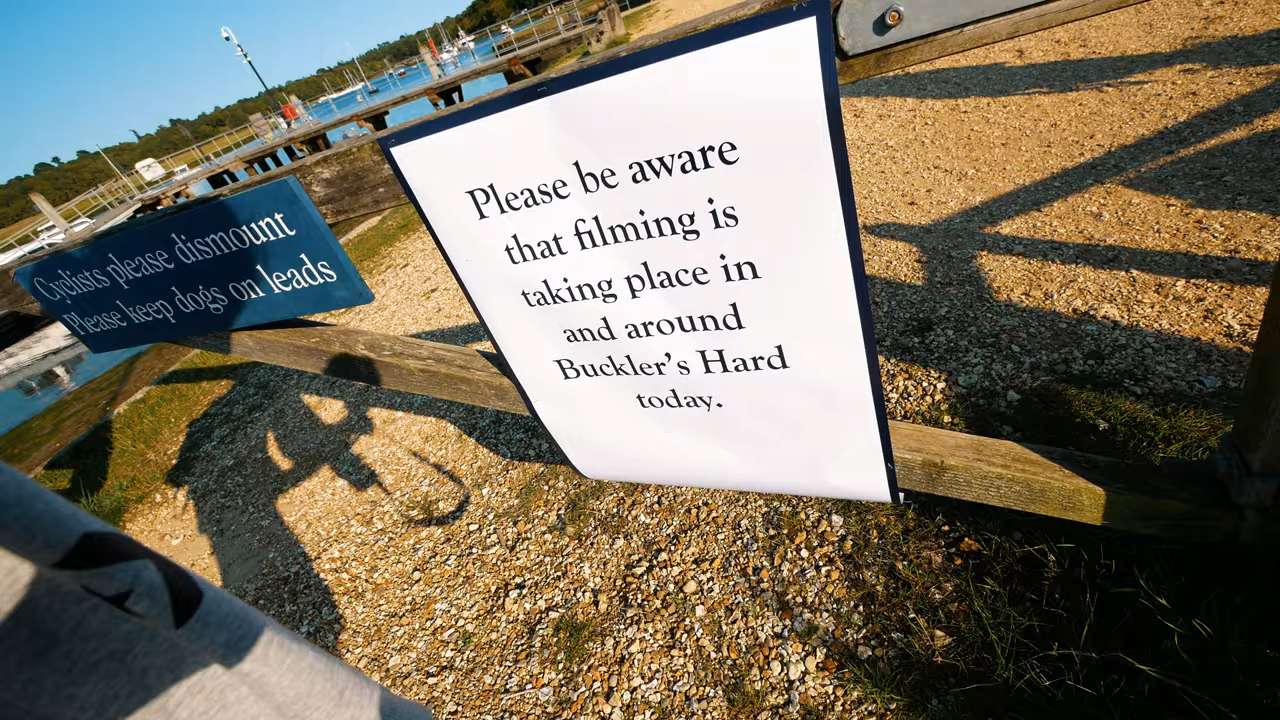 Cyclists please dismount
Please keep dogs on leads
Please be aware
that filming is
taking place in
and around
Buckler's Hard
today.